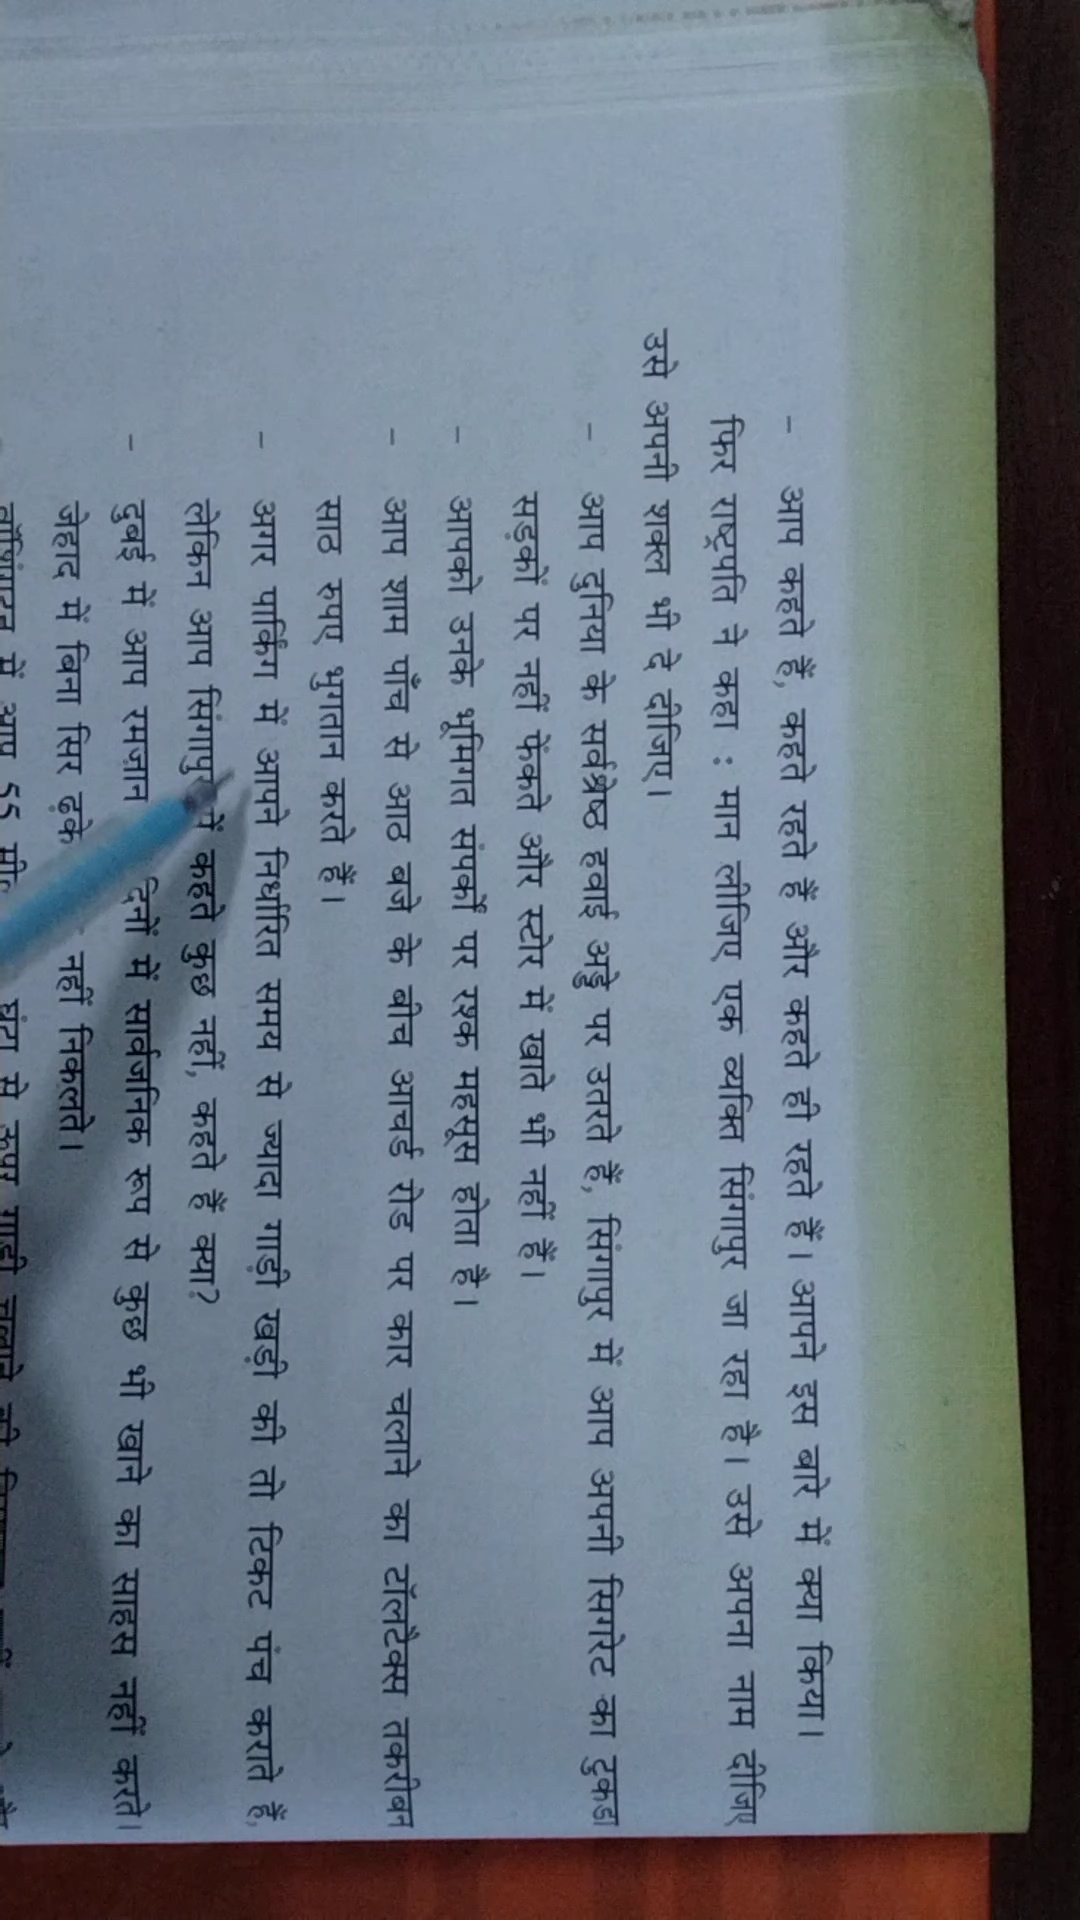 – आप कहते हैं, कहते रहते हैं और कहते ही रहते हैं। आपने इस बारे में क्या किया।
फिर राष्ट्रपति ने कहा : मान लीजिए एक व्यक्ति सिंगापुर जा रहा है। उसे अपना नाम दीजिए
उसे अपनी शक्ल भी दे दीजिए।
– आप दुनिया के सर्वश्रेष्ठ हवाई अड्डे पर उतरते हैं, सिंगापुर में आप अपनी सिगरेट का टुकडा
सड़कों पर नहीं फेंकते और स्टोर में खाते भी नहीं हैं।
– आपको उनके भूमिगत संपर्कों पर रश्क महसूस होता है।
– आप शाम पाँच से आठ बजे के बीच आचर्ड रोड पर कार चलाने का टॉलटैक्स तकरीबन
साठ रुपए भुगतान करते हैं।
– अगर पार्किंग में आपने निर्धारित समय से ज्यादा गाड़ी खड़ी की तो टिकट पंच कराते हैं,
लेकिन आप सिंगापुर में कहते कुछ नहीं, कहते हैं क्या?
– दुबई में आप रमज़ान दिनों में सार्वजनिक रूप से कुछ भी खाने का साहस नहीं करते।
जेहाद में बिना सिर ढ़के नहीं निकलते।
में आप 55 घंटा से